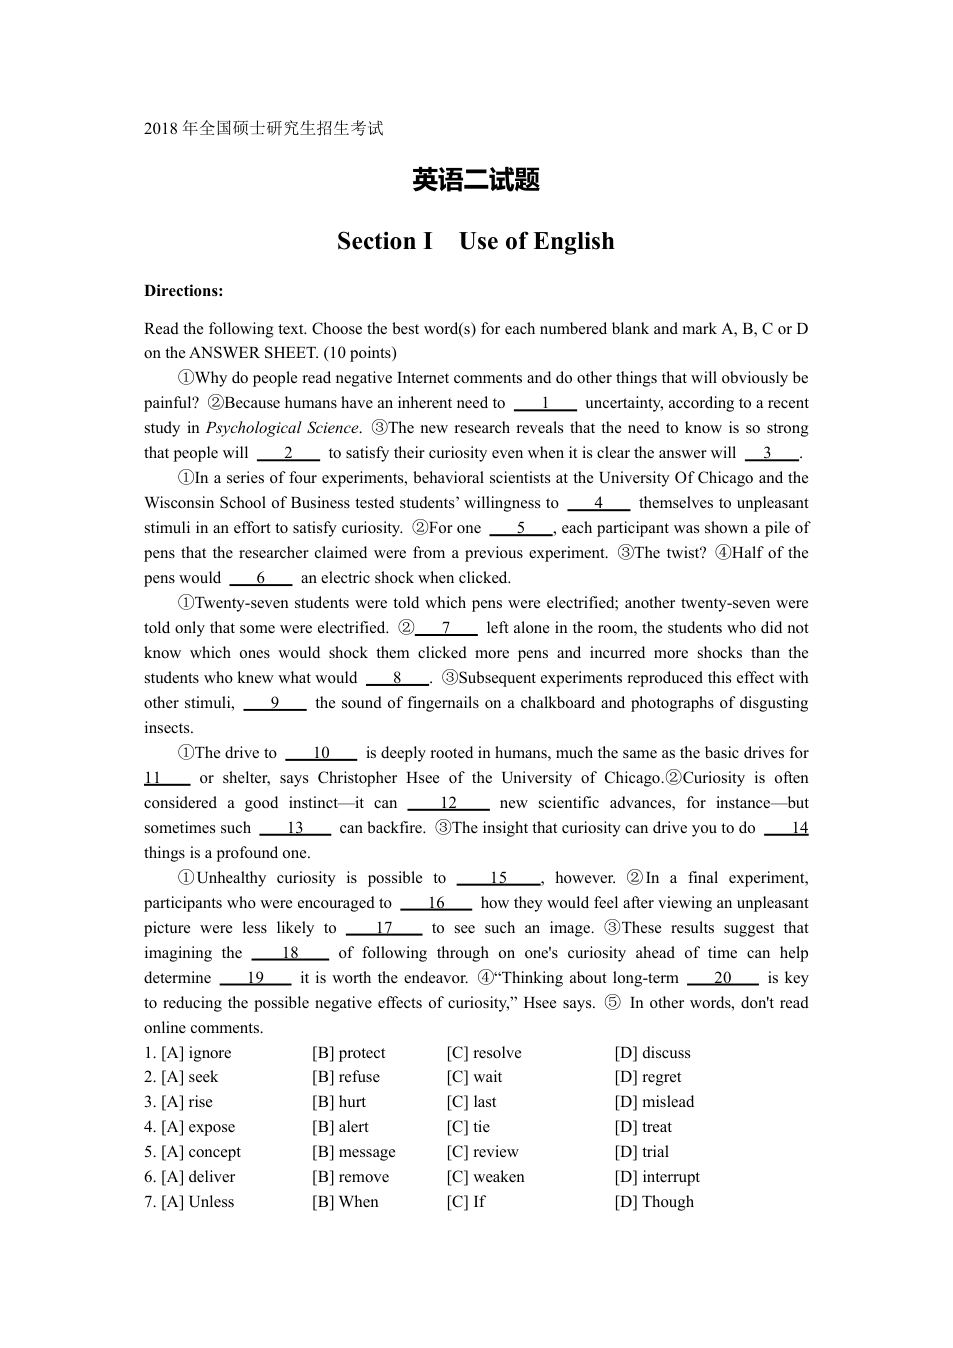 2018 年全国硕士研究生招生考试
英语二试题
Section I Use of English
Directions:
Read the following text. Choose the best word(s) for each numbered blank and mark A, B, C or D
on the ANSWER SHEET. (10 points)
①Why do people read negative Internet comments and do other things that will obviously be
painful? ②Because humans have an inherent need to 1 uncertainty, according to a recent
study in Psychological Science. ③The new research reveals that the need to know is so strong
that people will 2 to satisfy their curiosity even when it is clear the answer will 3 .
①In a series of four experiments, behavioral scientists at the University Of Chicago and the
Wisconsin School of Business tested students’ willingness to 4 themselves to unpleasant
stimuli in an effort to satisfy curiosity. ②For one 5 , each participant was shown a pile of
pens that the researcher claimed were from a previous experiment. ③The twist? ④Half of the
pens would 6 an electric shock when clicked.
①Twenty-seven students were told which pens were electrified; another twenty-seven were
told only that some were electrified. ② 7 left alone in the room, the students who did not
know which ones would shock them clicked more pens and incurred more shocks than the
students who knew what would 8 . ③Subsequent experiments reproduced this effect with
other stimuli, 9 the sound of fingernails on a chalkboard and photographs of disgusting
insects.
①The drive to 10 is deeply rooted in humans, much the same as the basic drives for
11 or shelter, says Christopher Hsee of the University of Chicago.②Curiosity is often
considered a good instinct—it can 12 new scientific advances, for instance—but
sometimes such 13 can backfire. ③The insight that curiosity can drive you to do 14
things is a profound one.
①Unhealthy curiosity is possible to 15 , however. ②In a final experiment,
participants who were encouraged to 16 how they would feel after viewing an unpleasant
picture were less likely to 17 to see such an image. ③These results suggest that
imagining the 18 of following through on one's curiosity ahead of time can help
determine 19 it is worth the endeavor. ④“Thinking about long-term 20 is key
to reducing the possible negative effects of curiosity,” Hsee says. ⑤ In other words, don't read
online comments.
1. [A] ignore [B] protect [C] resolve [D] discuss
2. [A] seek [B] refuse [C] wait [D] regret
3. [A] rise [B] hurt [C] last [D] mislead
4. [A] expose [B] alert [C] tie [D] treat
5. [A] concept [B] message [C] review [D] trial
6. [A] deliver [B] remove [C] weaken [D] interrupt
7. [A] Unless [B] When [C] If [D] Though